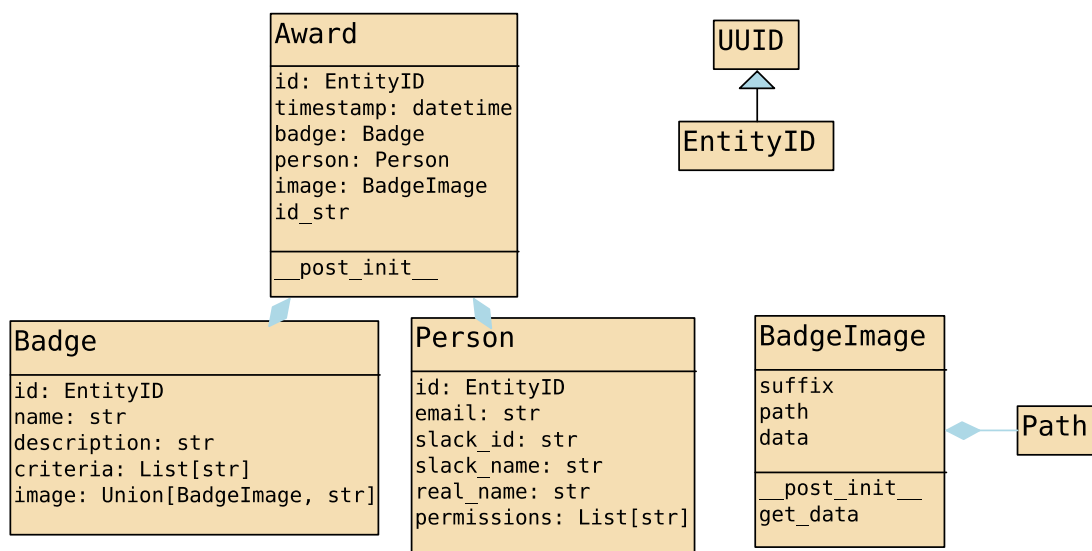 Award
id: EntityID
timestamp: datetime
badge: Badge
person: Person
image: BadgeImage
id_str
__post_init__
UUID
EntityID
Badge
id: EntityID
name: str
description: str
criteria: List[str]
image: Union[BadgeImage, str]
Person
id: EntityID
email: str
slack_id: str
slack_name: str
real_name: str
permissions: List[str]
BadgeImage
suffix
path
data
__post_init__
get_data
Path